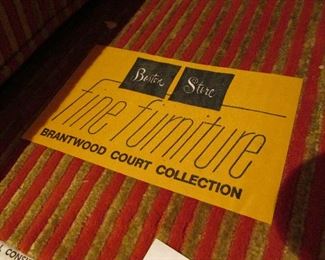 Boston Store
fine furniture
BRANTWOOD COURT COLLECTION